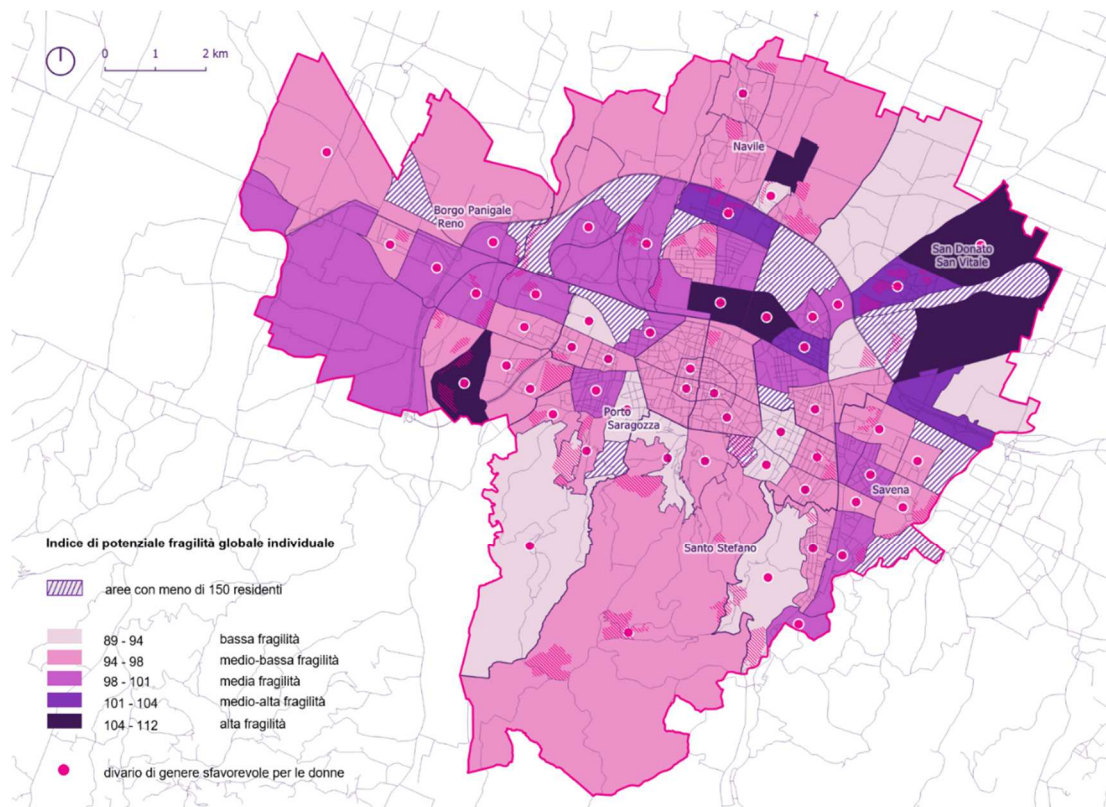 0 1 2 km
Navile
Borgo Panigale
Reno
San Donato
San Vitale
Porto
Saragozza
Savena
Santo Stefano
Indice di potenziale fragilità globale individuale
aree con meno di 150 residenti
89 - 94 bassa fragilità
94 - 98 medio-bassa fragilità
98 - 101 media fragilità
101 - 104 medio-alta fragilità
104 - 112 alta fragilità
divario di genere sfavorevole per le donne